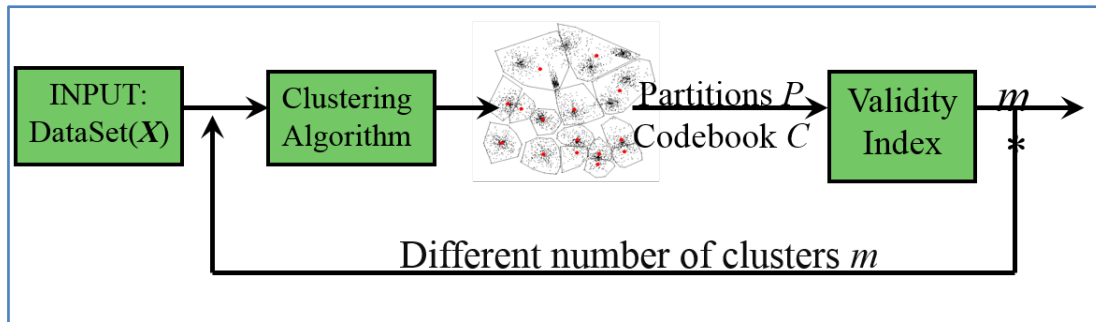 INPUT:
DataSet(X)
Clustering
Algorithm
Partitions P
Codebook C
Validity
Index
m
*
Different number of clusters m